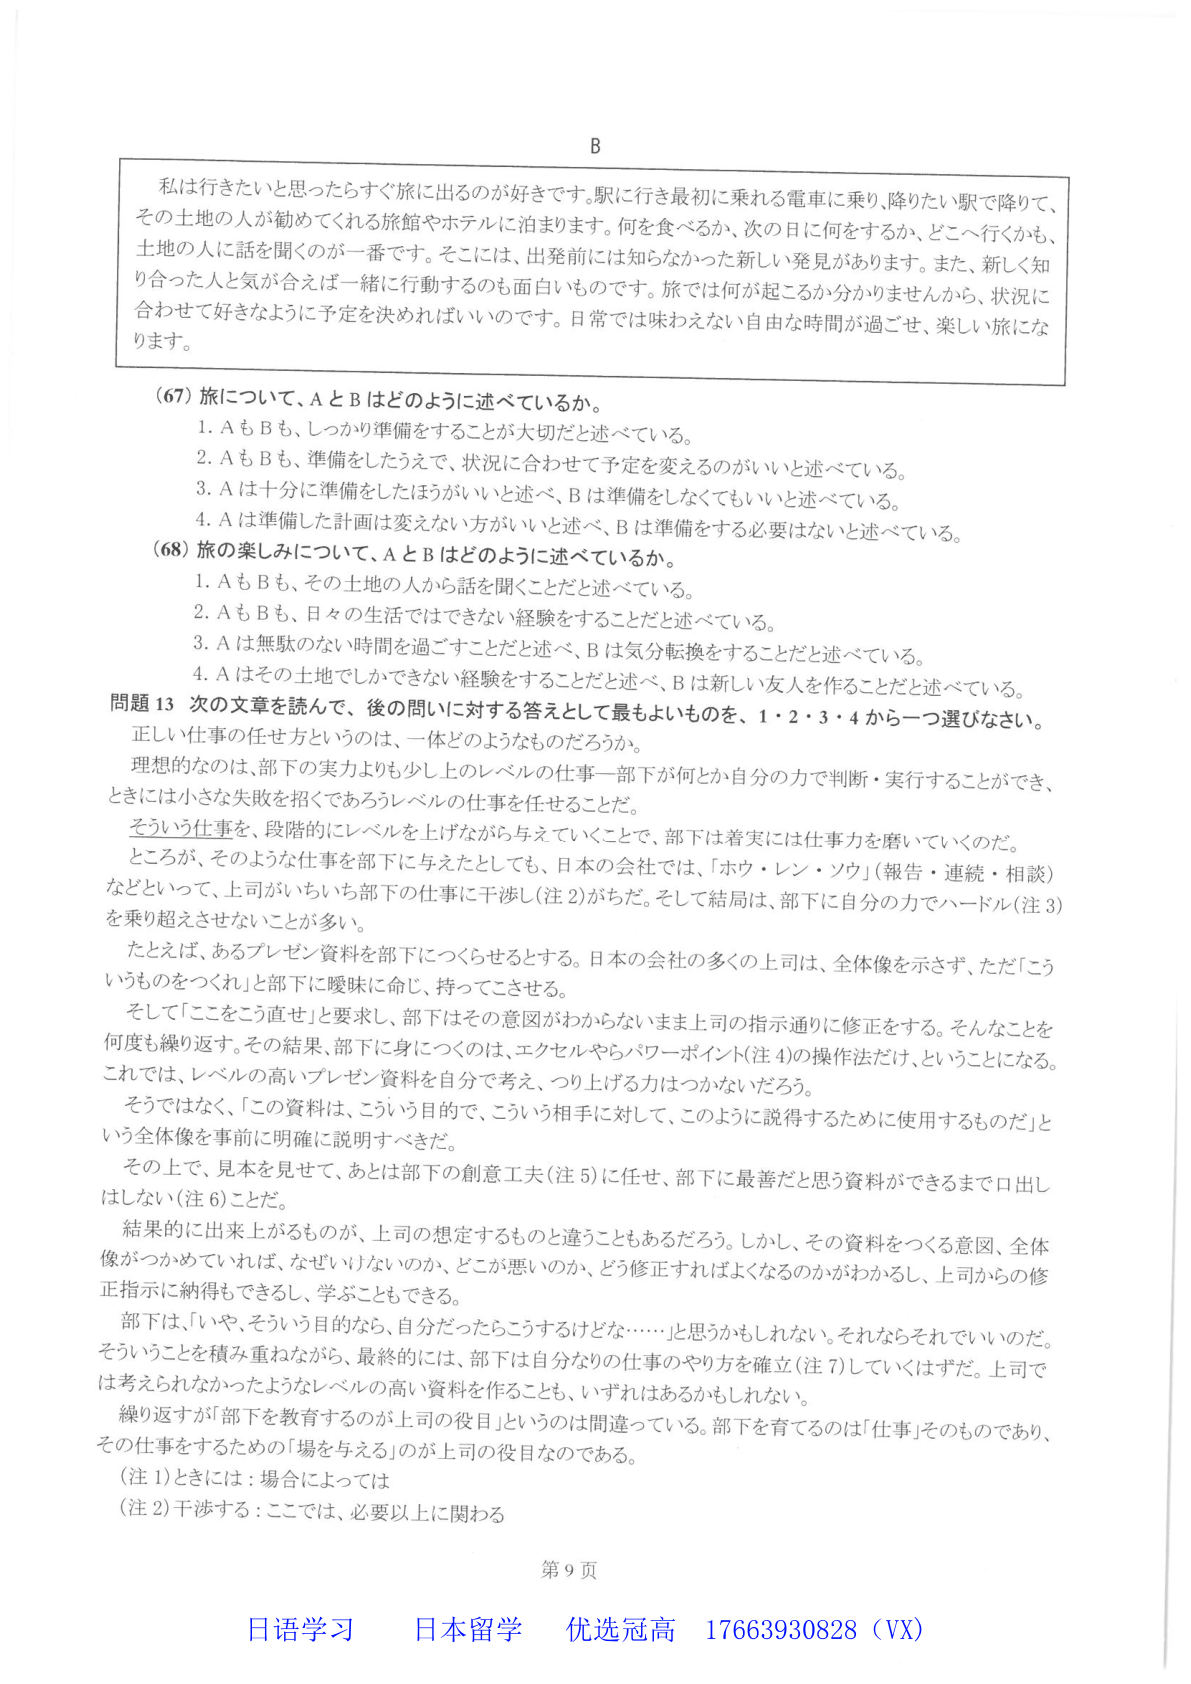 B
私は行きたいと思ったらすぐ旅に出るのが好きです。駅に行き最初に乗れる電車に乗り、降りたい駅で降りて、
その土地の人が勧めてくれる旅館やホテルに泊まります。何を食べるか、次の日に何をするか、どこへ行くかも、
土地の人に話を聞くのが一番です。そこには、出発前には知らなかった新しい発見があります。また、新しく知
り合った人と気が合えば一緒に行動するのも面白いものです。旅では何が起こるか分かりませんから、状況に
合わせて好きなように予定を決めればいいのです。日常では味わえない自由な時間が過ごせ、楽しい旅にな
ります。
(67) 旅について、AとBはどのように述べているか。
1. AもBも、しっかり準備をすることが大切だと述べている。
2. AもBも、準備をしたうえで、状況に合わせて予定を変えるのがいいと述べている。
3. Aは十分に準備をしたほうがいいと述べ、Bは準備をしなくてもいいと述べている。
4. Aは準備した計画は変えない方がいいと述べ、Bは準備をする必要はないと述べている。
(68) 旅の楽しみについて、AとBはどのように述べているか。
1. AもBも、その土地の人から話を聞くことだと述べている。
2. AもBも、日々の生活ではできない経験をすることだと述べている。
3. Aは無駄のない時間を過ごすことだと述べ、Bは気分転換をすることだと述べている。
4. Aはその土地でしかできない経験をすることだと述べ、Bは新しい友人を作ることだと述べている。
問題13 次の文章を読んで、後の問いに対する答えとして最もよいものを、1・2・3・4から一つ選びなさい。
正しい仕事の任せ方というのは、一体どのようなものだろうか。
理想的なのは、部下の実力よりも少し上のレベルの仕事—部下が何とか自分の力で判断・実行することができ、
ときには小さな失敗を招くであろうレベルの仕事を任せることだ。
そういう仕事を、段階的にレベルを上げながら与えていくことで、部下は着実には仕事力を磨いていくのだ。
ところが、そのような仕事を部下に与えたとしても、日本の会社では、「ホウ・レン・ソウ」(報告・連続・相談)
などといって、上司がいちいち部下の仕事に干渉し(注2)がちだ。そして結局は、部下に自分の力でハードル(注3)
を乗り超えさせないことが多い。
たとえば、あるプレゼン資料を部下につくらせるとする。日本の会社の多くの上司は、全体像を示さず、ただ「こう
いうものをつくれ」と部下に曖昧に命じ、持ってこさせる。
そして「ここをこう直せ」と要求し、部下はその意図がわからないまま上司の指示通りに修正をする。そんなことを
何度も繰り返す。その結果、部下に身につくのは、エクセルやらパワーポイント(注4)の操作法だけ、ということになる。
これでは、レベルの高いプレゼン資料を自分で考え、つり上げる力はつかないだろう。
そうではなく、「この資料は、こういう目的で、こういう相手に対して、このように説得するために使用するものだ」と
いう全体像を事前に明確に説明すべきだ。
その上で、見本を見せて、あとは部下の創意工夫(注5)に任せ、部下に最善だと思う資料ができるまで口出し
はしない(注6)ことだ。
結果的に出来上がるものが、上司の想定するものと違うこともあるだろう。しかし、その資料をつくる意図、全体
像がつかめていれば、なぜいけないのか、どこが悪いのか、どう修正すればよくなるのかがわかるし、上司からの修
正指示に納得もできるし、学ぶこともできる。
部下は、「いや、そういう目的なら、自分だったらこうするけどな……」と思うかもしれない。それならそれでいいのだ。
そういうことを積み重ねながら、最終的には、部下は自分なりの仕事のやり方を確立(注7)していくはずだ。上司で
は考えられなかったようなレベルの高い資料を作ることも、いずれはあるかもしれない。
繰り返すが「部下を教育するのが上司の役目」というのは間違っている。部下を育てるのは「仕事」そのものであり、
その仕事をするための「場を与える」のが上司の役目なのである。
(注1)ときには：場合によっては
(注2)干渉する：ここでは、必要以上に関わる
第9页
日语学习 日本留学 优选冠高 17663930828（VX)